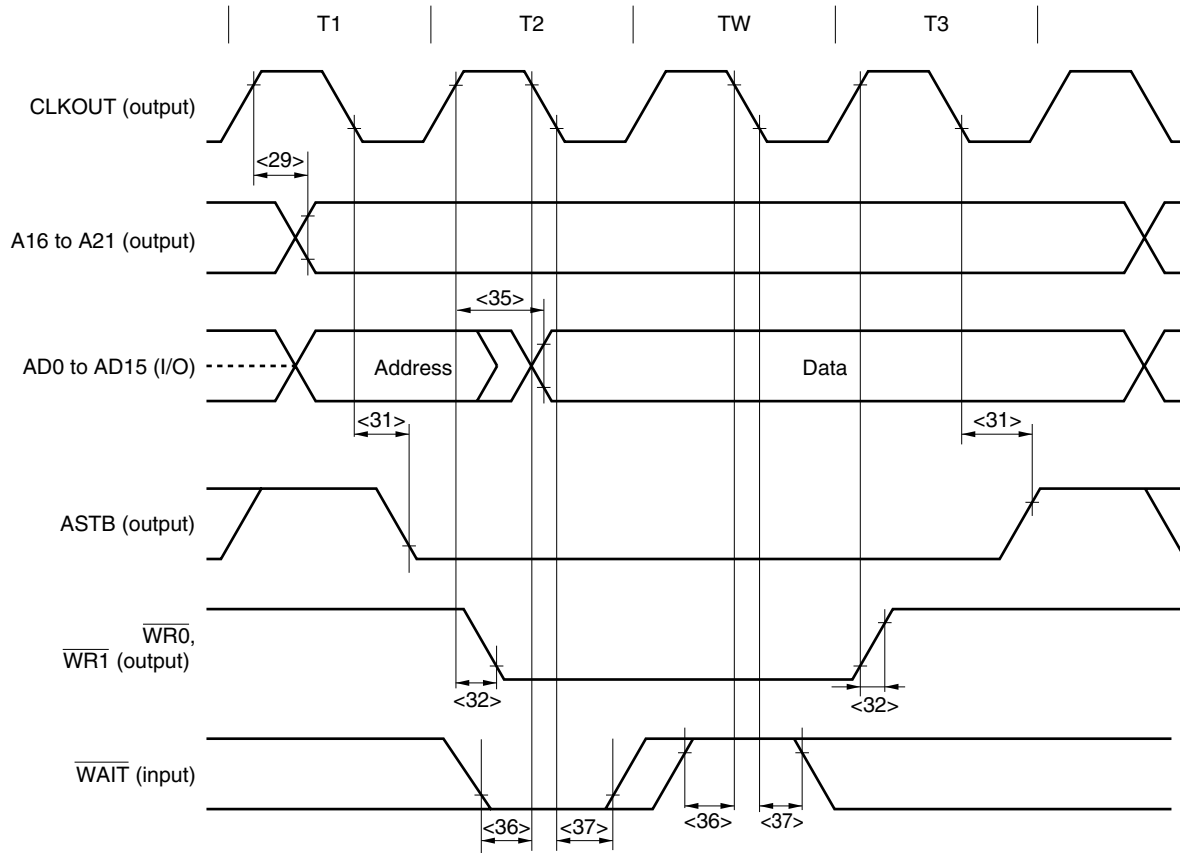 T1 T2 TW T3
CLKOUT (output)
<29>
A16 to A21 (output)
<35>
AD0 to AD15 (I/O) Address Data
<31> <31>
ASTB (output)
WR0,
WR1 (output)
<32> <32>
WAIT (input)
<36> <37> <36> <37>